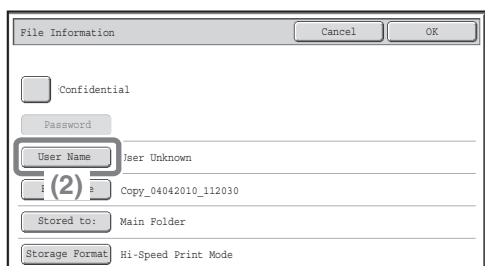 File Information Cancel OK
Confidential
Password
User Name User Unknown
(2) Copy_04042010_112030
Stored to: Main Folder
Storage Format Hi-Speed Print Mode